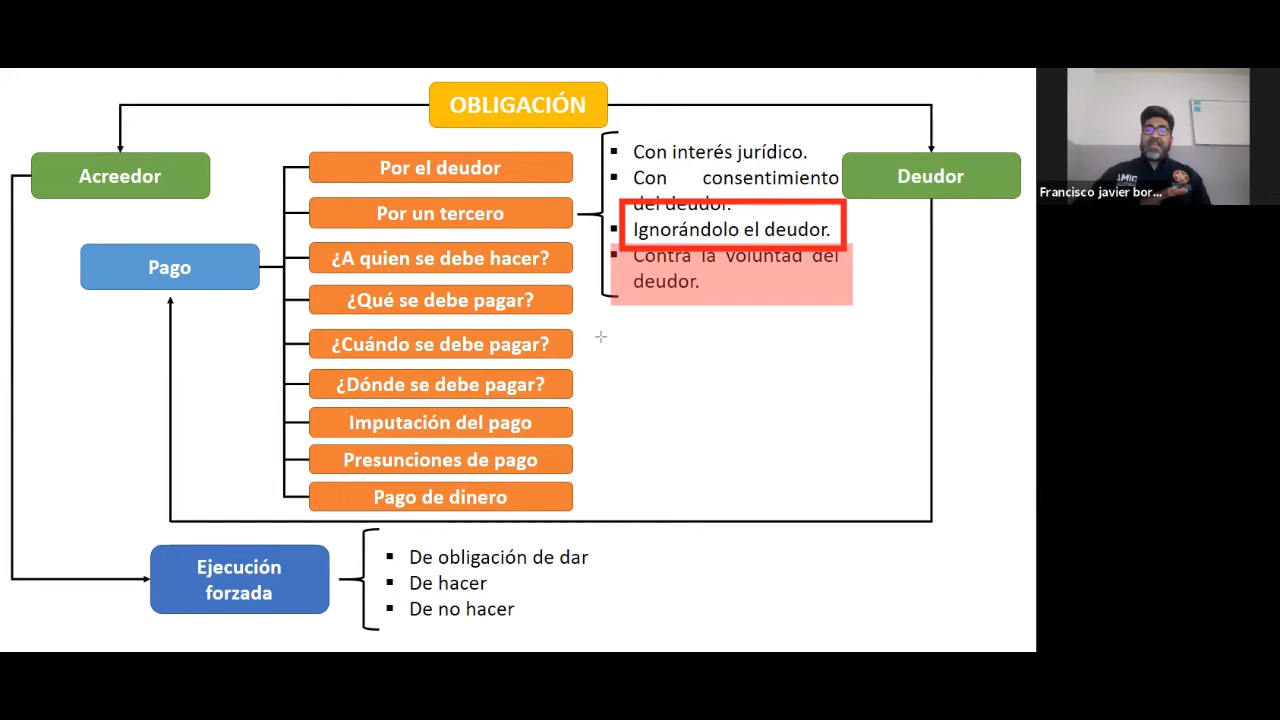 OBLIGACIÓN
Acreedor
Deudor
Pago
Por el deudor
Por un tercero
¿A quien se debe hacer?
¿Qué se debe pagar?
¿Cuándo se debe pagar?
¿Dónde se debe pagar?
Imputación del pago
Presunciones de pago
Pago de dinero
▪ Con interés jurídico.
▪ Con consentimiento
del deudor.
▪ Ignorándolo el deudor.
▪ Contra la voluntad del
deudor.
Ejecución
forzada
▪ De obligación de dar
▪ De hacer
▪ De no hacer
AMIC
Francisco javier bor...